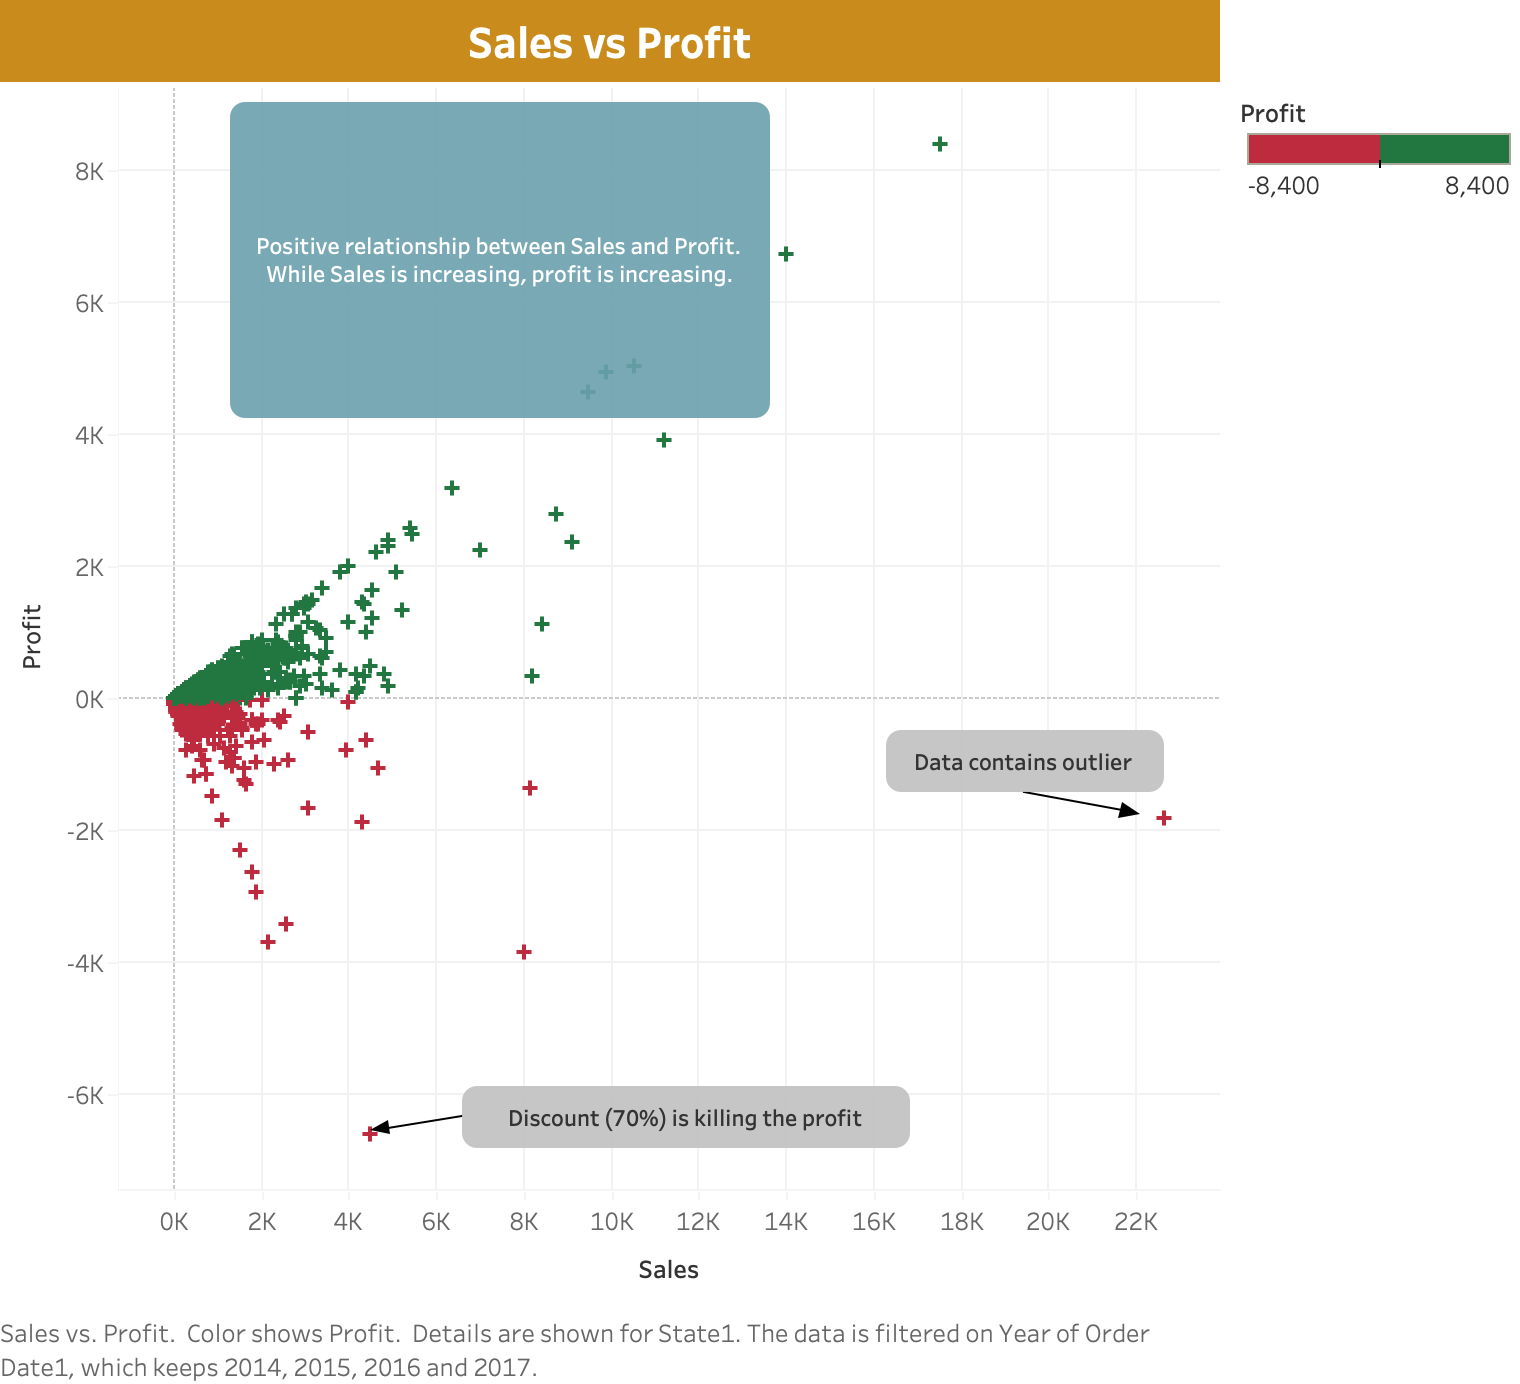 Sales vs Profit
Profit
-8,400 8,400
Positive relationship between Sales and Profit.
While Sales is increasing, profit is increasing.
8K
6K
4K
2K
0K
-2K
-4K
-6K
Profit
Data contains outlier
Discount (70%) is killing the profit
0K 2K 4K 6K 8K 10K 12K 14K 16K 18K 20K 22K
Sales
Sales vs. Profit.  Color shows Profit.  Details are shown for State1. The data is filtered on Year of Order
Date1, which keeps 2014, 2015, 2016 and 2017.